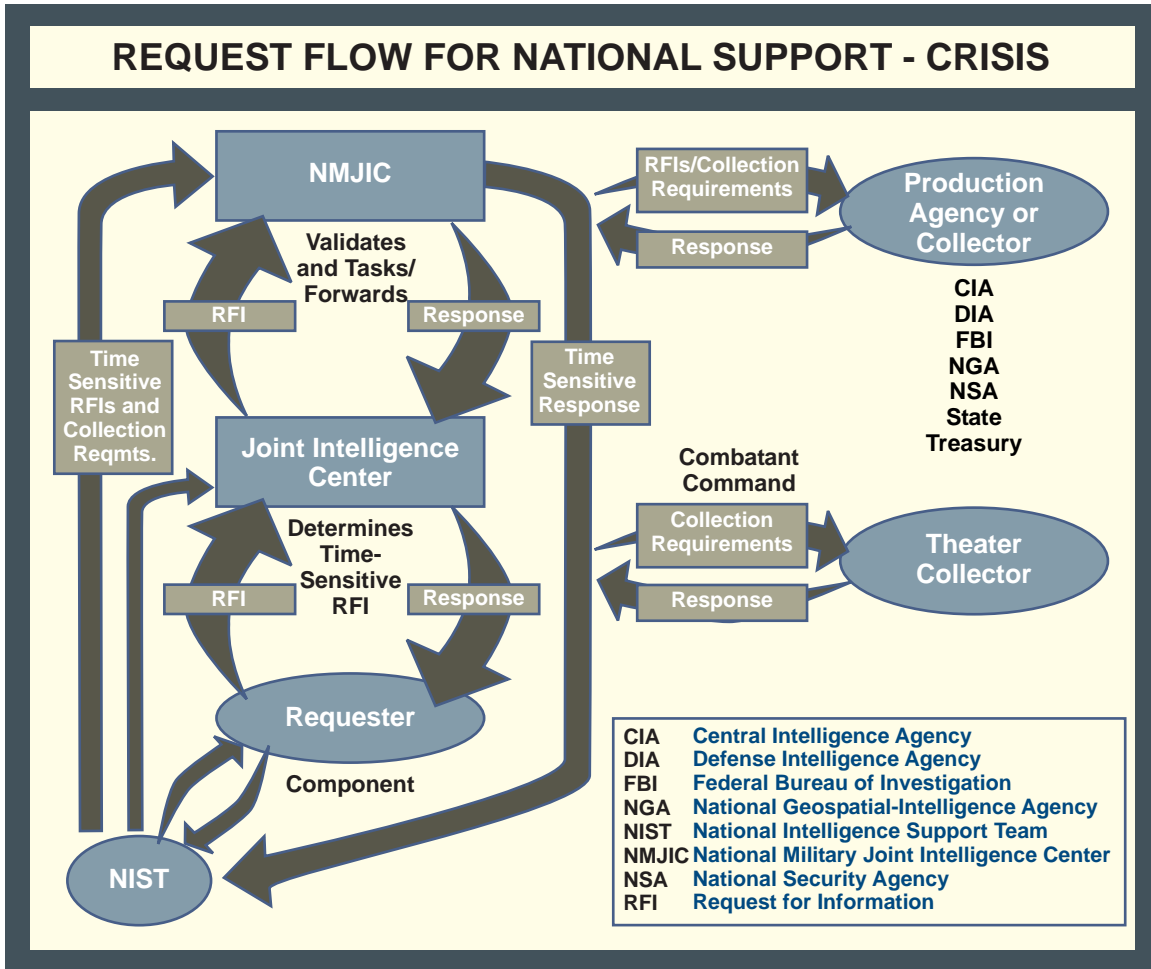 REQUEST FLOW FOR NATIONAL SUPPORT - CRISIS
NMJIC
Validates
and Tasks/
Forwards
RFI
Response
Time
Sensitive
RFIs and
Collection
Reqmts.
Time
Sensitive
Response
RFIs/Collection
Requirements
Response
Production
Agency or
Collector
CIA
DIA
FBI
NGA
NSA
State
Treasury
Joint Intelligence
Center
Determines
Time-
Sensitive
RFI
RFI
Response
Combatant
Command
Collection
Requirements
Response
Theater
Collector
Requester
Component
NIST
CIA Central Intelligence Agency
DIA Defense Intelligence Agency
FBI Federal Bureau of Investigation
NGA National Geospatial-Intelligence Agency
NIST National Intelligence Support Team
NMJIC National Military Joint Intelligence Center
NSA National Security Agency
RFI Request for Information